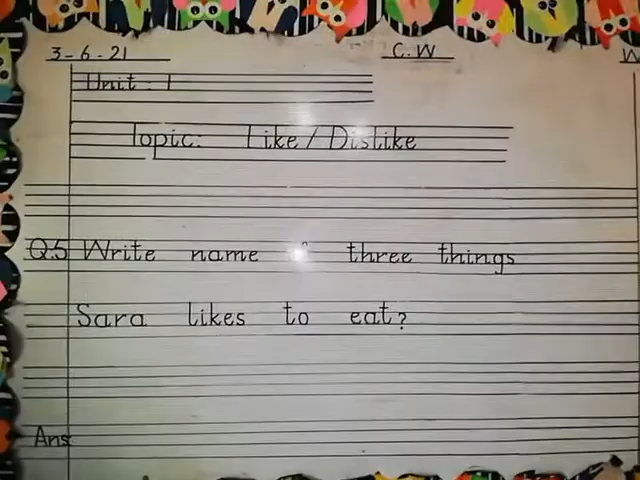 3-6-21 C.W W
Unit: 1
Topic: Like / Dislike
Q.5 Write name three things
Sara likes to eat?
Ans